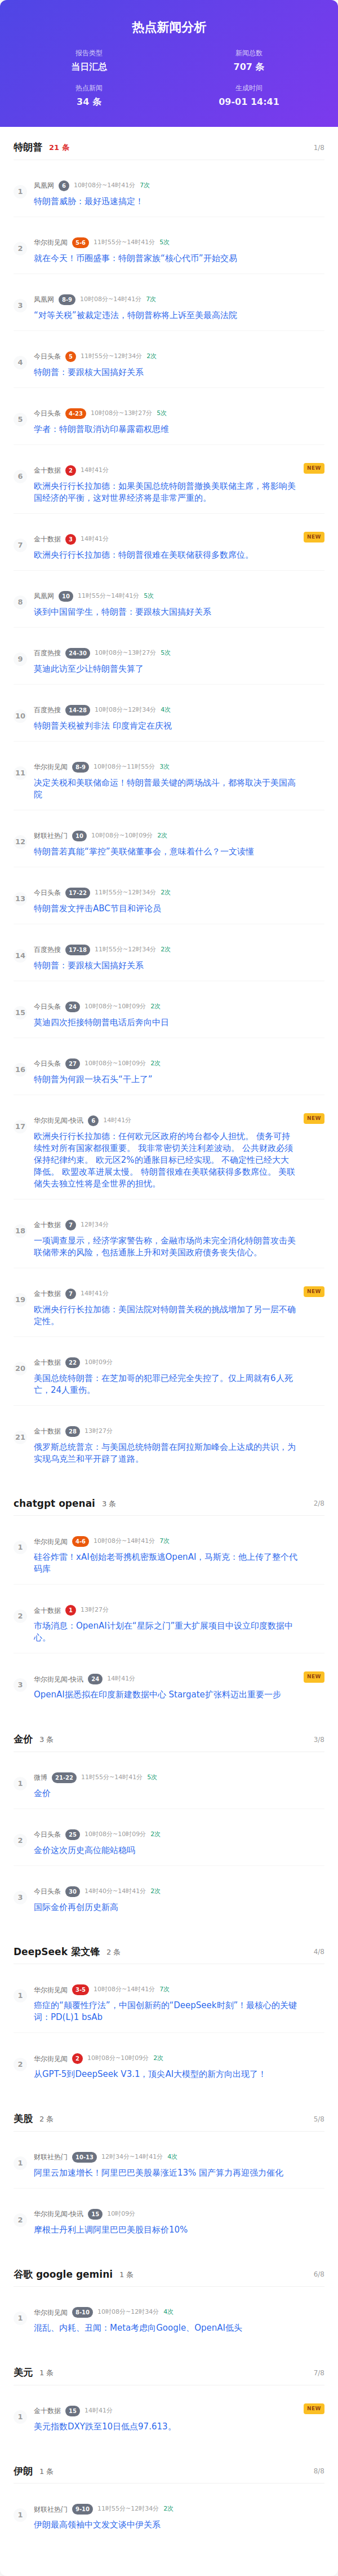 热点新闻分析
报告类型
新闻总数
当日汇总
707 条
热点新闻
生成时间
34 条
09-01 14:41
特朗普 21 条 1/8
1
凤凰网 6 10时08分~14时41分 7次
特朗普威胁：最好迅速搞定！
2
华尔街见闻 5-6 11时55分~14时41分 5次
就在今天！币圈盛事：特朗普家族“核心代币”开始交易
3
凤凰网 8-9 10时08分~14时41分 7次
“对等关税”被裁定违法，特朗普称将上诉至美最高法院
4
今日头条 5 11时55分~12时34分 2次
特朗普：要跟核大国搞好关系
5
今日头条 4-23 10时08分~13时27分 5次
学者：特朗普取消访印暴露霸权思维
6
金十数据 2 14时41分 NEW
欧洲央行行长拉加德：如果美国总统特朗普撤换美联储主席，将影响美
国经济的平衡，这对世界经济将是非常严重的。
7
金十数据 3 14时41分 NEW
欧洲央行行长拉加德：特朗普很难在美联储获得多数席位。
8
凤凰网 10 11时55分~14时41分 5次
谈到中国留学生，特朗普：要跟核大国搞好关系
9
百度热搜 24-30 10时08分~13时27分 5次
莫迪此访至少让特朗普失算了
10
百度热搜 14-28 10时08分~12时34分 4次
特朗普关税被判非法 印度肯定在庆祝
11
华尔街见闻 8-9 10时08分~11时55分 3次
决定关税和美联储命运！特朗普最关键的两场战斗，都将取决于美国高
院
12
财联社热门 10 10时08分~10时09分 2次
特朗普若真能“掌控”美联储董事会，意味着什么？一文读懂
13
今日头条 17-22 11时55分~12时34分 2次
特朗普发文抨击ABC节目和评论员
14
百度热搜 17-18 11时55分~12时34分 2次
特朗普：要跟核大国搞好关系
15
今日头条 24 10时08分~10时09分 2次
莫迪四次拒接特朗普电话后奔向中日
16
今日头条 27 10时08分~10时09分 2次
特朗普为何跟一块石头“干上了”
17
华尔街见闻-快讯 6 14时41分 NEW
欧洲央行行长拉加德：任何欧元区政府的垮台都令人担忧。 债务可持
续性对所有国家都很重要。 我非常密切关注利差波动。 公共财政必须
保持纪律约束。 欧元区2%的通胀目标已经实现。 不确定性已经大大
降低。 欧盟改革进展太慢。 特朗普很难在美联储获得多数席位。 美联
储失去独立性将是全世界的担忧。
18
金十数据 7 12时34分
一项调查显示，经济学家警告称，金融市场尚未完全消化特朗普攻击美
联储带来的风险，包括通胀上升和对美国政府债务丧失信心。
19
金十数据 7 14时41分 NEW
欧洲央行行长拉加德：美国法院对特朗普关税的挑战增加了另一层不确
定性。
20
金十数据 22 10时09分
美国总统特朗普：在芝加哥的犯罪已经完全失控了。仅上周就有6人死
亡，24人重伤。
21
金十数据 28 13时27分
俄罗斯总统普京：与美国总统特朗普在阿拉斯加峰会上达成的共识，为
实现乌克兰和平开辟了道路。
chatgpt openai 3 条 2/8
1
华尔街见闻 4-6 10时08分~14时41分 7次
硅谷炸雷！xAI创始老哥携机密叛逃OpenAI，马斯克：他上传了整个代
码库
2
金十数据 1 13时27分
市场消息：OpenAI计划在“星际之门”重大扩展项目中设立印度数据中
心。
3
华尔街见闻-快讯 24 14时41分 NEW
OpenAI据悉拟在印度新建数据中心 Stargate扩张料迈出重要一步
金价 3 条 3/8
1
微博 21-22 11时55分~14时41分 5次
金价
2
今日头条 25 10时08分~10时09分 2次
金价这次历史高位能站稳吗
3
今日头条 30 14时40分~14时41分 2次
国际金价再创历史新高
DeepSeek 梁文锋 2 条 4/8
1
华尔街见闻 3-5 10时08分~14时41分 7次
癌症的“颠覆性疗法”，中国创新药的“DeepSeek时刻”！最核心的关键
词：PD(L)1 bsAb
2
华尔街见闻 2 10时08分~10时09分 2次
从GPT-5到DeepSeek V3.1，顶尖AI大模型的新方向出现了！
美股 2 条 5/8
1
财联社热门 10-13 12时34分~14时41分 4次
阿里云加速增长！阿里巴巴美股暴涨近13% 国产算力再迎强力催化
2
华尔街见闻-快讯 15 10时09分
摩根士丹利上调阿里巴巴美股目标价10%
谷歌 google gemini 1 条 6/8
1
华尔街见闻 8-10 10时08分~12时34分 4次
混乱、内耗、丑闻：Meta考虑向Google、OpenAI低头
美元 1 条 7/8
1
金十数据 15 14时41分 NEW
美元指数DXY跌至10日低点97.613。
伊朗 1 条 8/8
1
财联社热门 9-10 11时55分~12时34分 2次
伊朗最高领袖中文发文谈中伊关系